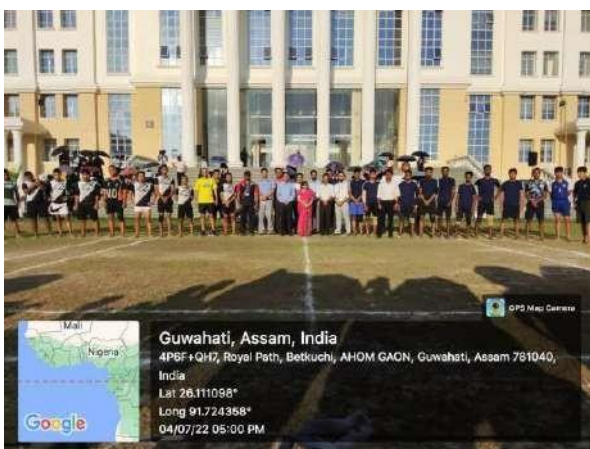 GPS Map Camera
Mali
Nigeria
Google
Guwahati, Assam, India
4P6F+QH7, Royal Path, Betkuchi, AHOM GAON, Guwahati, Assam 781040,
India
Lat 26.111098°
Long 91.724358°
04/07/22 05:00 PM